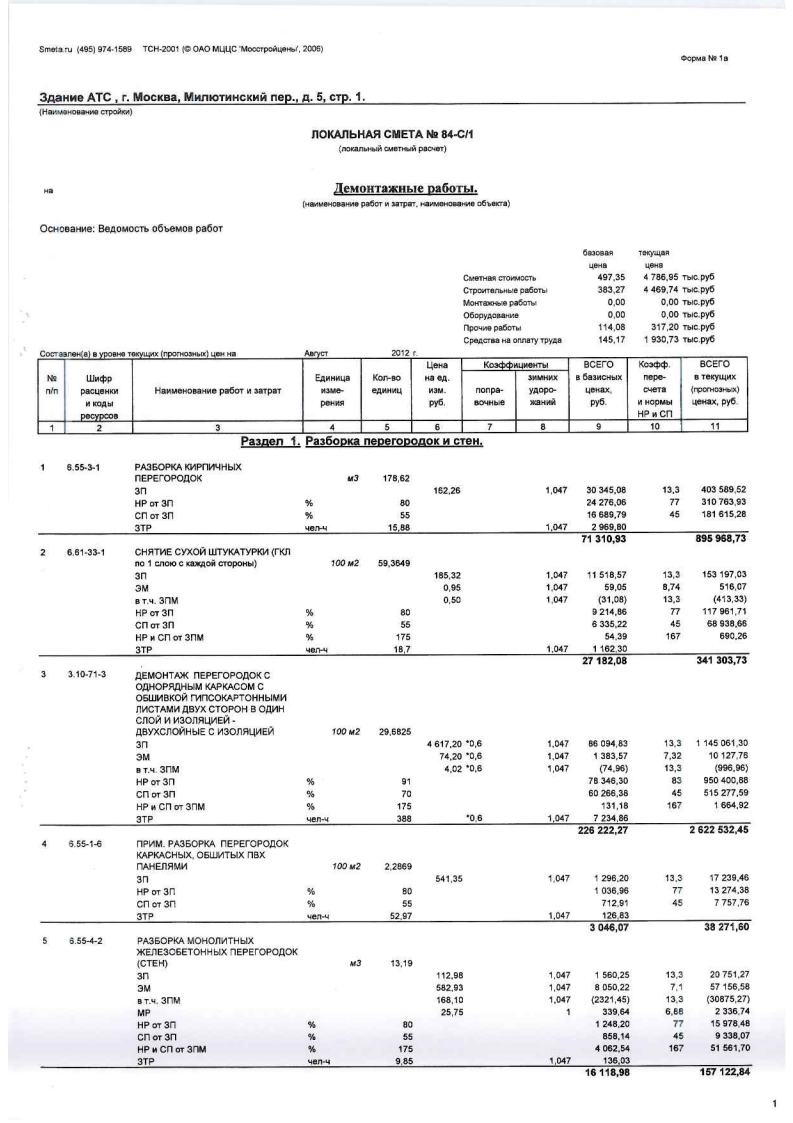 Smeta.ru (495) 974-1589 ТСН-2001 (© ОАО МЦЦС 'Мосстройцены', 2006)
Форма № 1а
Здание АТС , г. Москва, Милютинский пер., д. 5, стр. 1.
(Наименование стройки)
ЛОКАЛЬНАЯ СМЕТА № 84-С/1
(локальный сметный расчет)
на Демонтажные работы.
(наименование работ и затрат, наименование объекта)
Основание: Ведомость объемов работ
базовая текущая
цена цена
Сметная стоимость 497,35 4 786,95 тыс.руб
Строительные работы 383,27 4 469,74 тыс.руб
Монтажные работы 0,00 0,00 тыс.руб
Оборудование 0,00 0,00 тыс.руб
Прочие работы 114,08 317,20 тыс.руб
Средства на оплату труда 145,17 1 930,73 тыс.руб
Составлен(а) в уровне текущих (прогнозных) цен на Август 2012 г.
№ п/п Шифр расценки и коды ресурсов Наименование работ и затрат Единица изме-рения Кол-во единиц Цена на ед. изм. руб. Коэффициенты попра-вочные зимних удоро-жаний ВСЕГО в базисных ценах, руб. Коэфф. пере-счета и нормы НР и СП ВСЕГО в текущих (прогнозных) ценах, руб.
1 2 3 4 5 6 7 8 9 10 11
Раздел 1. Разборка перегородок и стен.
1 6.55-3-1 РАЗБОРКА КИРПИЧНЫХ
ПЕРЕГОРОДОК м3 178,62
ЗП 162,26 1,047 30 345,08 13,3 403 589,52
НР от ЗП % 80 24 276,06 77 310 763,93
СП от ЗП % 55 16 689,79 45 181 615,28
ЗТР чел-ч 15,88 1,047 2 969,80
71 310,93 895 968,73
2 6.61-33-1 СНЯТИЕ СУХОЙ ШТУКАТУРКИ (ГКЛ
по 1 слою с каждой стороны) 100 м2 59,3649
ЗП 185,32 1,047 11 518,57 13,3 153 197,03
ЭМ 0,95 1,047 59,05 8,74 516,07
в т.ч. ЗПМ 0,50 1,047 (31,08) 13,3 (413,33)
НР от ЗП % 80 9 214,86 77 117 961,71
СП от ЗП % 55 6 335,22 45 68 938,66
НР и СП от ЗПМ % 175 54,39 167 690,26
ЗТР чел-ч 18,7 1,047 1 162,30
27 182,08 341 303,73
3 3.10-71-3 ДЕМОНТАЖ ПЕРЕГОРОДОК С
ОДНОРЯДНЫМ КАРКАСОМ С
ОБШИВКОЙ ГИПСОКАРТОННЫМИ
ЛИСТАМИ ДВУХ СТОРОН В ОДИН
СЛОЙ И ИЗОЛЯЦИЕЙ -
ДВУХСЛОЙНЫЕ С ИЗОЛЯЦИЕЙ 100 м2 29,6825
ЗП 4 617,20 *0,6 1,047 86 094,83 13,3 1 145 061,30
ЭМ 74,20 *0,6 1,047 1 383,57 7,32 10 127,76
в т.ч. ЗПМ 4,02 *0,6 1,047 (74,96) 13,3 (996,96)
НР от ЗП % 91 78 346,30 83 950 400,88
СП от ЗП % 70 60 266,38 45 515 277,59
НР и СП от ЗПМ % 175 131,18 167 1 664,92
ЗТР чел-ч 388 *0,6 1,047 7 234,86
226 222,27 2 622 532,45
4 6.55-1-6 ПРИМ. РАЗБОРКА ПЕРЕГОРОДОК
КАРКАСНЫХ, ОБШИТЫХ ПВХ
ПАНЕЛЯМИ 100 м2 2,2869
ЗП 541,35 1,047 1 296,20 13,3 17 239,46
НР от ЗП % 80 1 036,96 77 13 274,38
СП от ЗП % 55 712,91 45 7 757,76
ЗТР чел-ч 52,97 1,047 126,83
3 046,07 38 271,60
5 6.55-4-2 РАЗБОРКА МОНОЛИТНЫХ
ЖЕЛЕЗОБЕТОННЫХ ПЕРЕГОРОДОК
(СТЕН) м3 13,19
ЗП 112,98 1,047 1 560,25 13,3 20 751,27
ЭМ 582,93 1,047 8 050,22 7,1 57 156,58
в т.ч. ЗПМ 168,10 1,047 (2321,45) 13,3 (30875,27)
МР 25,75 1 339,64 6,88 2 336,74
НР от ЗП % 80 1 248,20 77 15 978,48
СП от ЗП % 55 858,14 45 9 338,07
НР и СП от ЗПМ % 175 4 062,54 167 51 561,70
ЗТР чел-ч 9,85 1,047 136,03
16 118,98 157 122,84
1